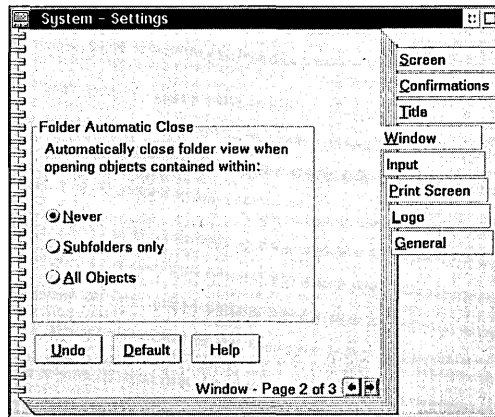 System - Settings
Screen
Confirmations
Title
Window
Input
Print Screen
Logo
General
Folder Automatic Close
Automatically close folder view when
opening objects contained within:
Never
Subfolders only
All Objects
Undo Default Help
Window - Page 2 of 3